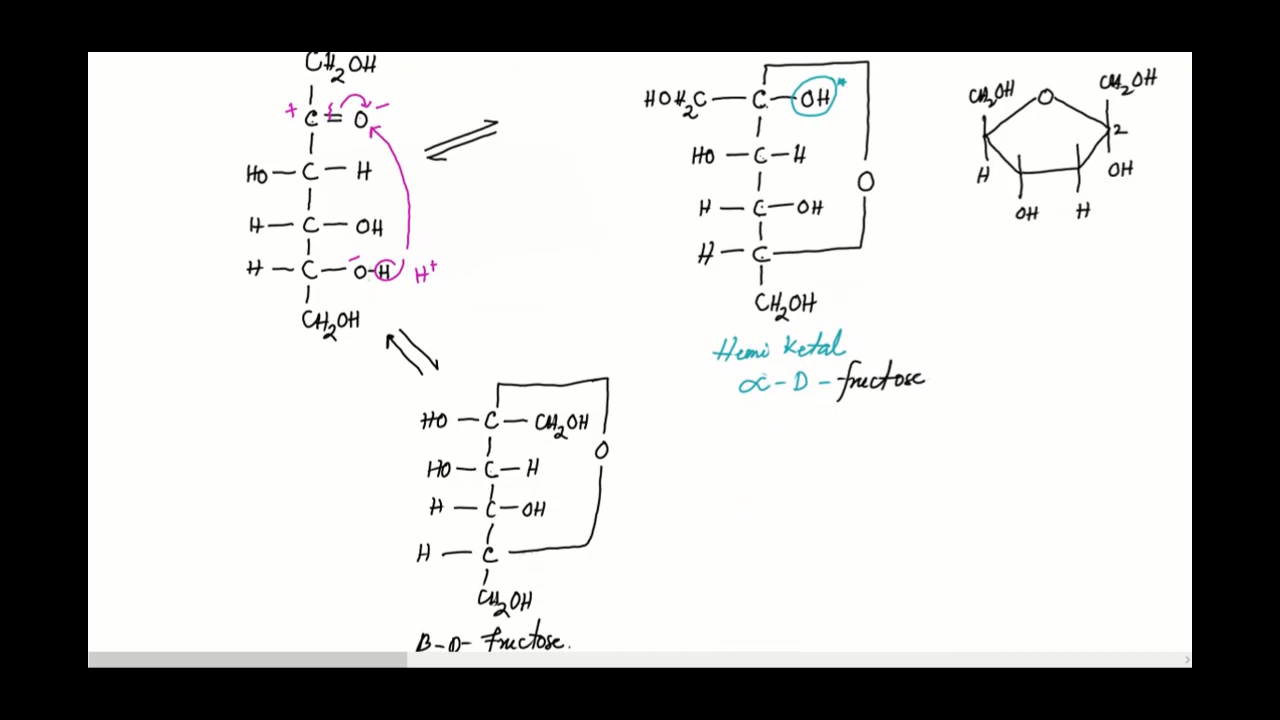 CH2OH
+ C = O −
HO — C — H
H — C — OH
H — C — O-H H+
CH2OH
HOH2C — C — OH *
HO — C — H
H — C — OH
O
H — C
CH2OH
Hemi Ketal
∝ - D - fructose
CH2OH O CH2OH
2
H OH
OH H
HO — C — CH2OH
O
HO — C — H
H — C — OH
H — C
CH2OH
B-D- Fructose.